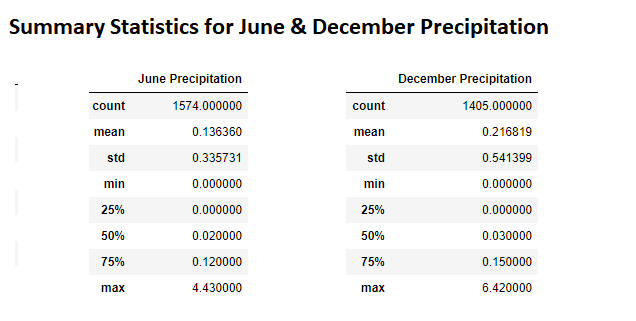 Summary Statistics for June & December Precipitation
June Precipitation December Precipitation
count 1574.000000 count 1405.000000
mean 0.136360 mean 0.216819
std 0.335731 std 0.541399
min 0.000000 min 0.000000
25% 0.000000 25% 0.000000
50% 0.020000 50% 0.030000
75% 0.120000 75% 0.150000
max 4.430000 max 6.420000